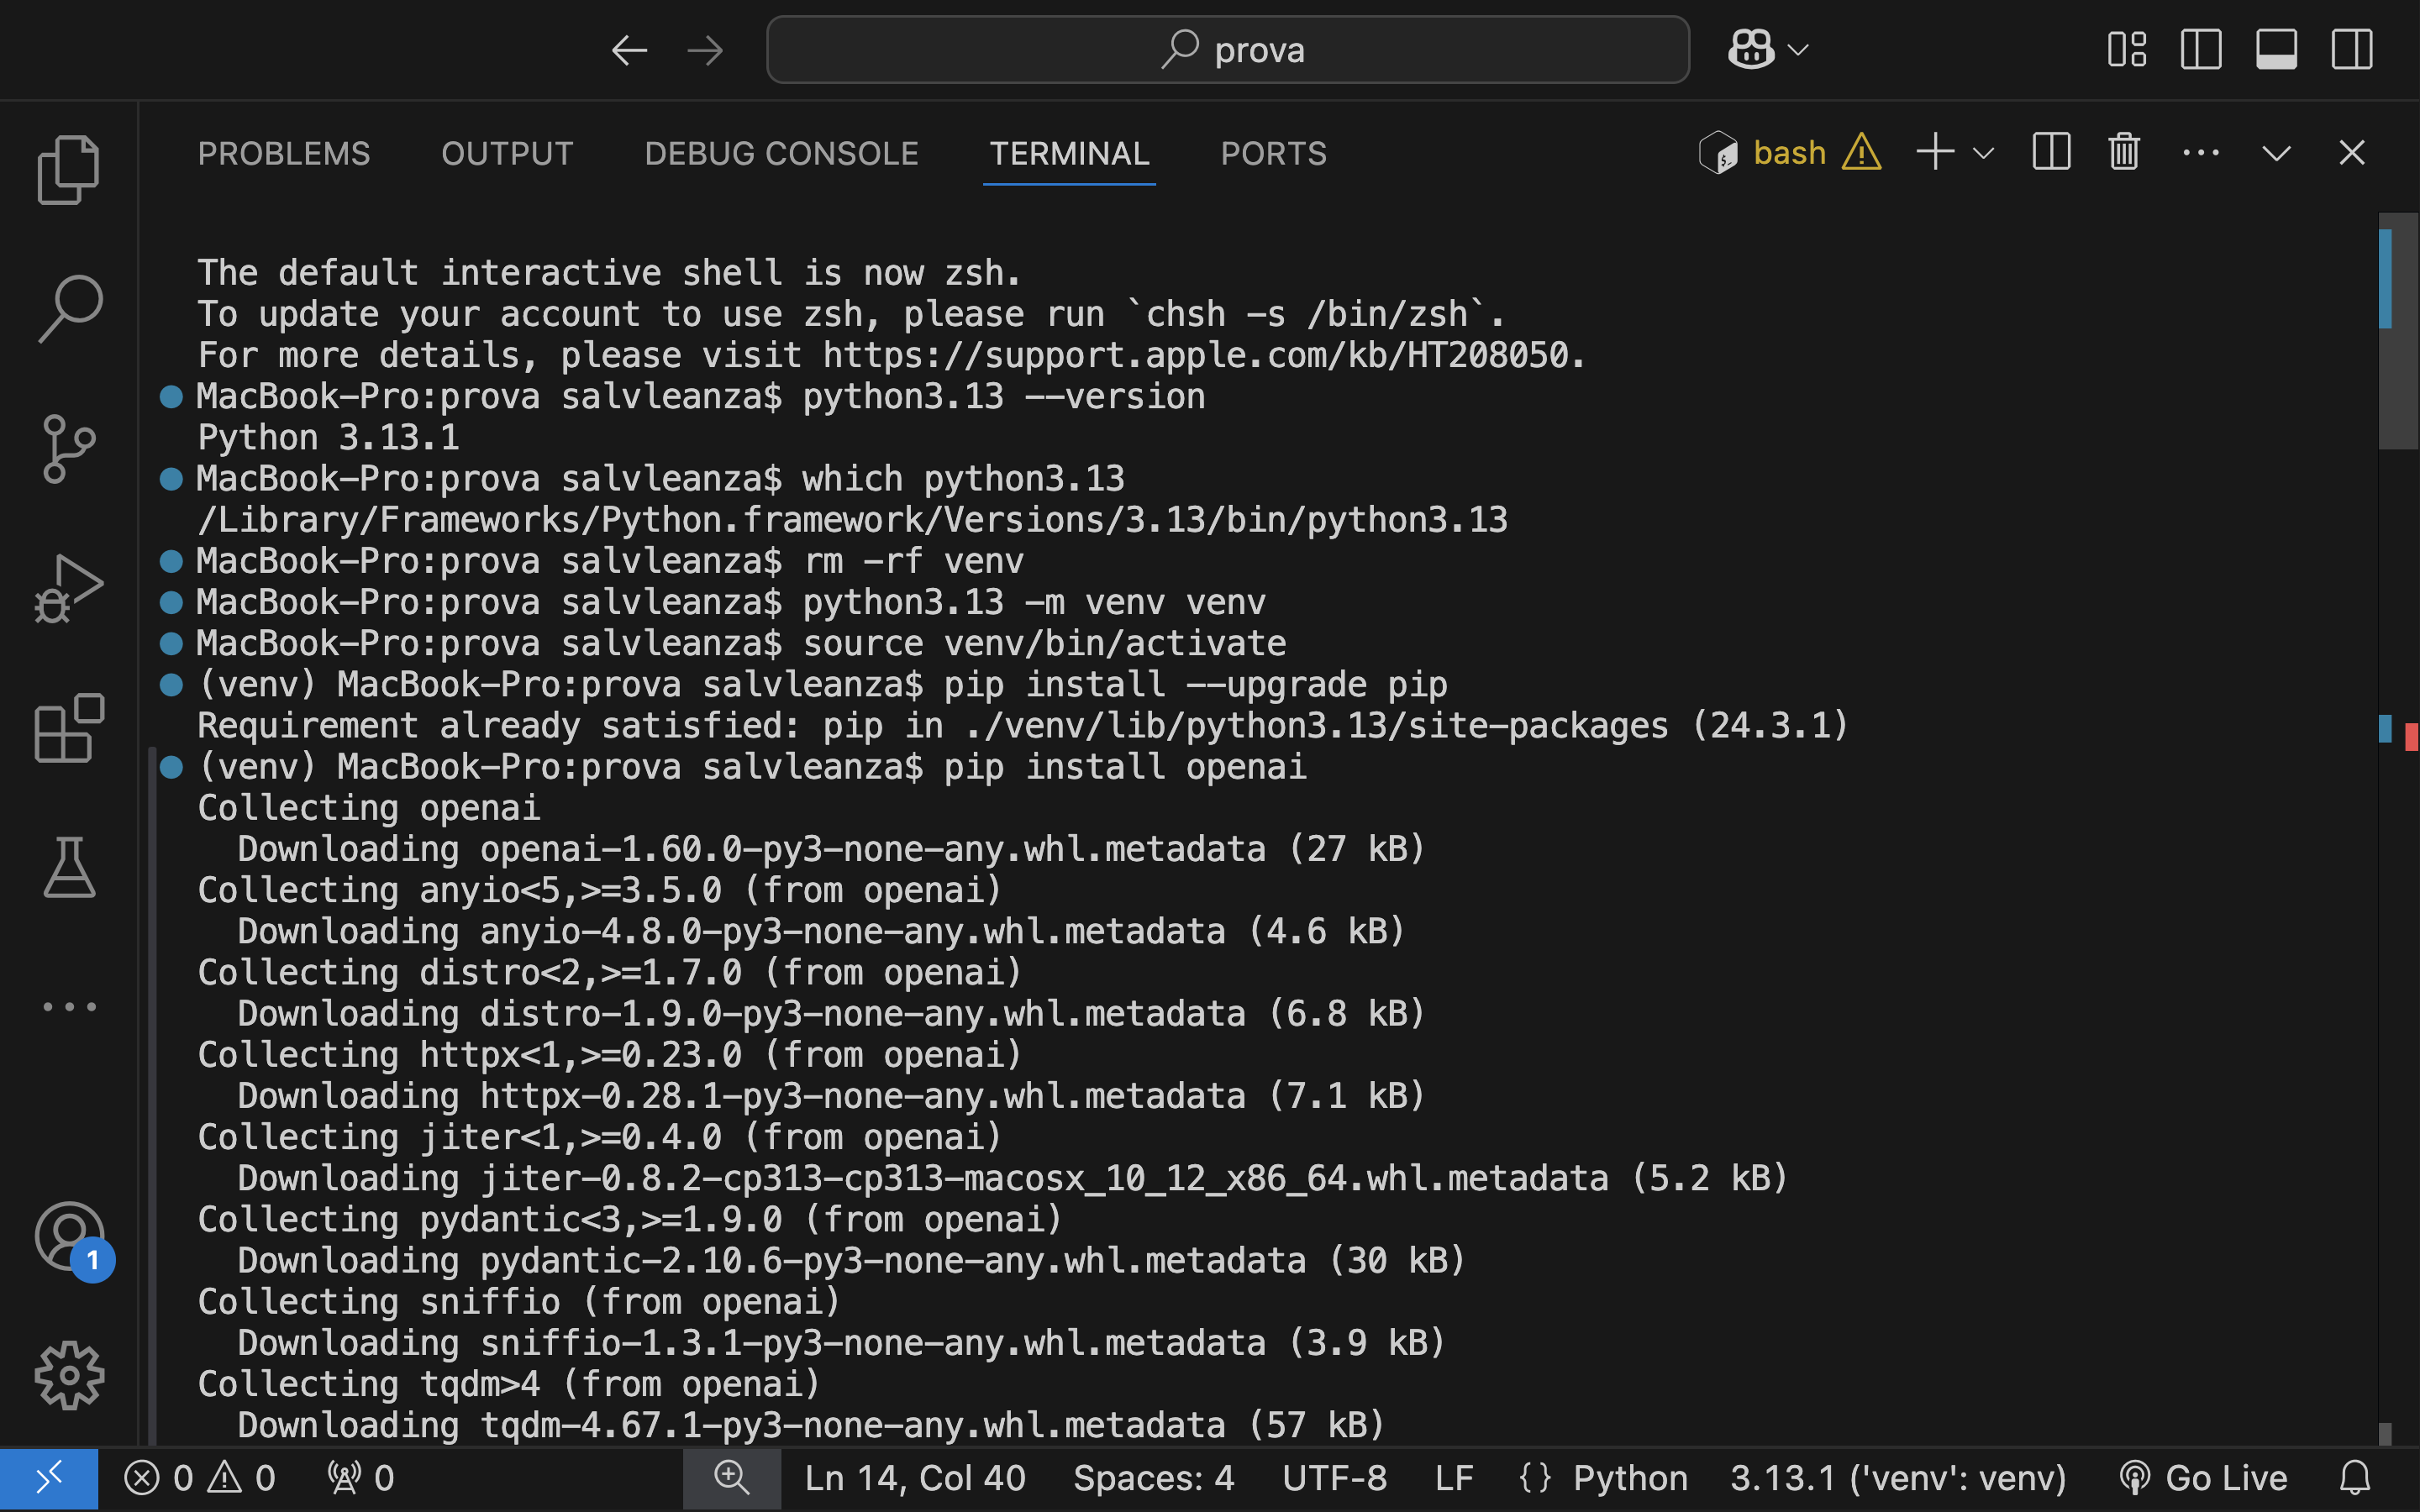 prova
PROBLEMS OUTPUT DEBUG CONSOLE TERMINAL PORTS bash
The default interactive shell is now zsh.
To update your account to use zsh, please run `chsh -s /bin/zsh`.
For more details, please visit https://support.apple.com/kb/HT208050.
MacBook-Pro:prova salvleanza$ python3.13 --version
Python 3.13.1
MacBook-Pro:prova salvleanza$ which python3.13
/Library/Frameworks/Python.framework/Versions/3.13/bin/python3.13
MacBook-Pro:prova salvleanza$ rm -rf venv
MacBook-Pro:prova salvleanza$ python3.13 -m venv venv
MacBook-Pro:prova salvleanza$ source venv/bin/activate
(venv) MacBook-Pro:prova salvleanza$ pip install --upgrade pip
Requirement already satisfied: pip in ./venv/lib/python3.13/site-packages (24.3.1)
(venv) MacBook-Pro:prova salvleanza$ pip install openai
Collecting openai
  Downloading openai-1.60.0-py3-none-any.whl.metadata (27 kB)
Collecting anyio<5,>=3.5.0 (from openai)
  Downloading anyio-4.8.0-py3-none-any.whl.metadata (4.6 kB)
Collecting distro<2,>=1.7.0 (from openai)
  Downloading distro-1.9.0-py3-none-any.whl.metadata (6.8 kB)
Collecting httpx<1,>=0.23.0 (from openai)
  Downloading httpx-0.28.1-py3-none-any.whl.metadata (7.1 kB)
Collecting jiter<1,>=0.4.0 (from openai)
  Downloading jiter-0.8.2-cp313-cp313-macosx_10_12_x86_64.whl.metadata (5.2 kB)
Collecting pydantic<3,>=1.9.0 (from openai)
  Downloading pydantic-2.10.6-py3-none-any.whl.metadata (30 kB)
Collecting sniffio (from openai)
  Downloading sniffio-1.3.1-py3-none-any.whl.metadata (3.9 kB)
Collecting tqdm>4 (from openai)
  Downloading tqdm-4.67.1-py3-none-any.whl.metadata (57 kB)
1
0 0 0 Ln 14, Col 40 Spaces: 4 UTF-8 LF {} Python 3.13.1 ('venv': venv) Go Live